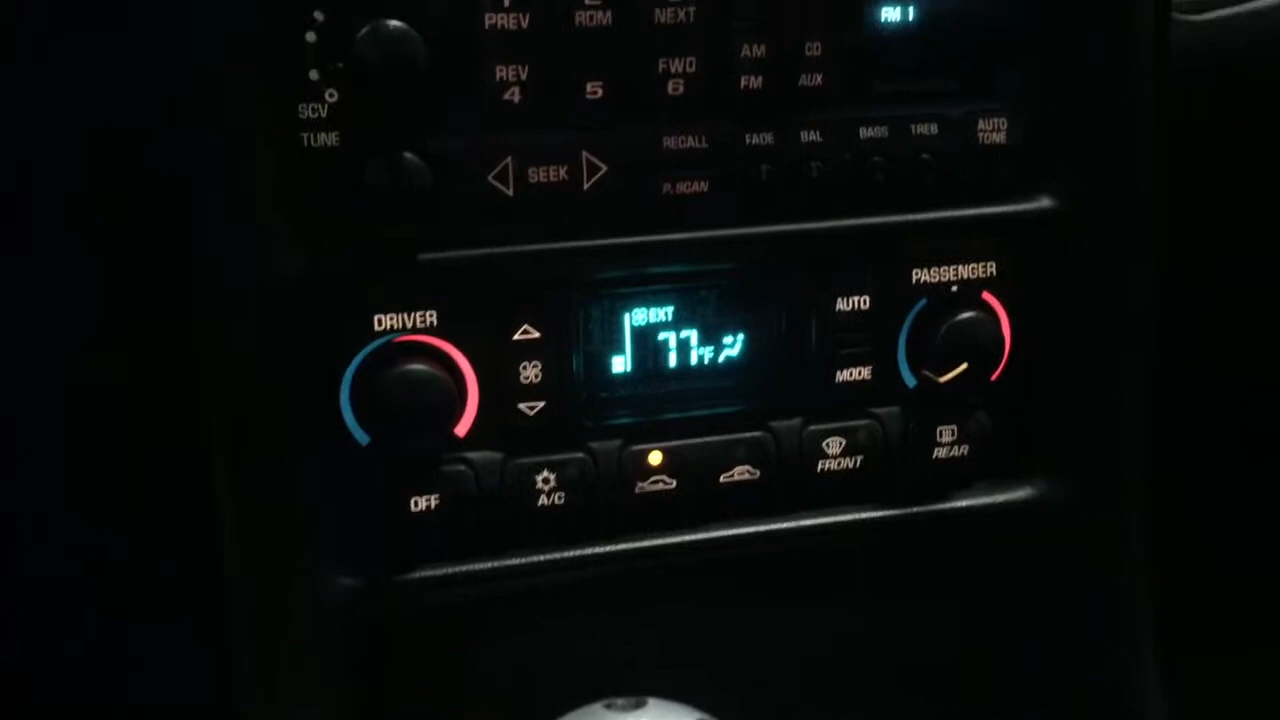 PREV RDM NEXT
FM 1
AM CD
REV FWD
4 5 6
FM AUX
SCV
TUNE
RECALL FADE BAL BASS TREB AUTO TONE
SEEK
P.SCAN
PASSENGER
DRIVER
EXT
77°F
AUTO
MODE
OFF
A/C
FRONT
REAR